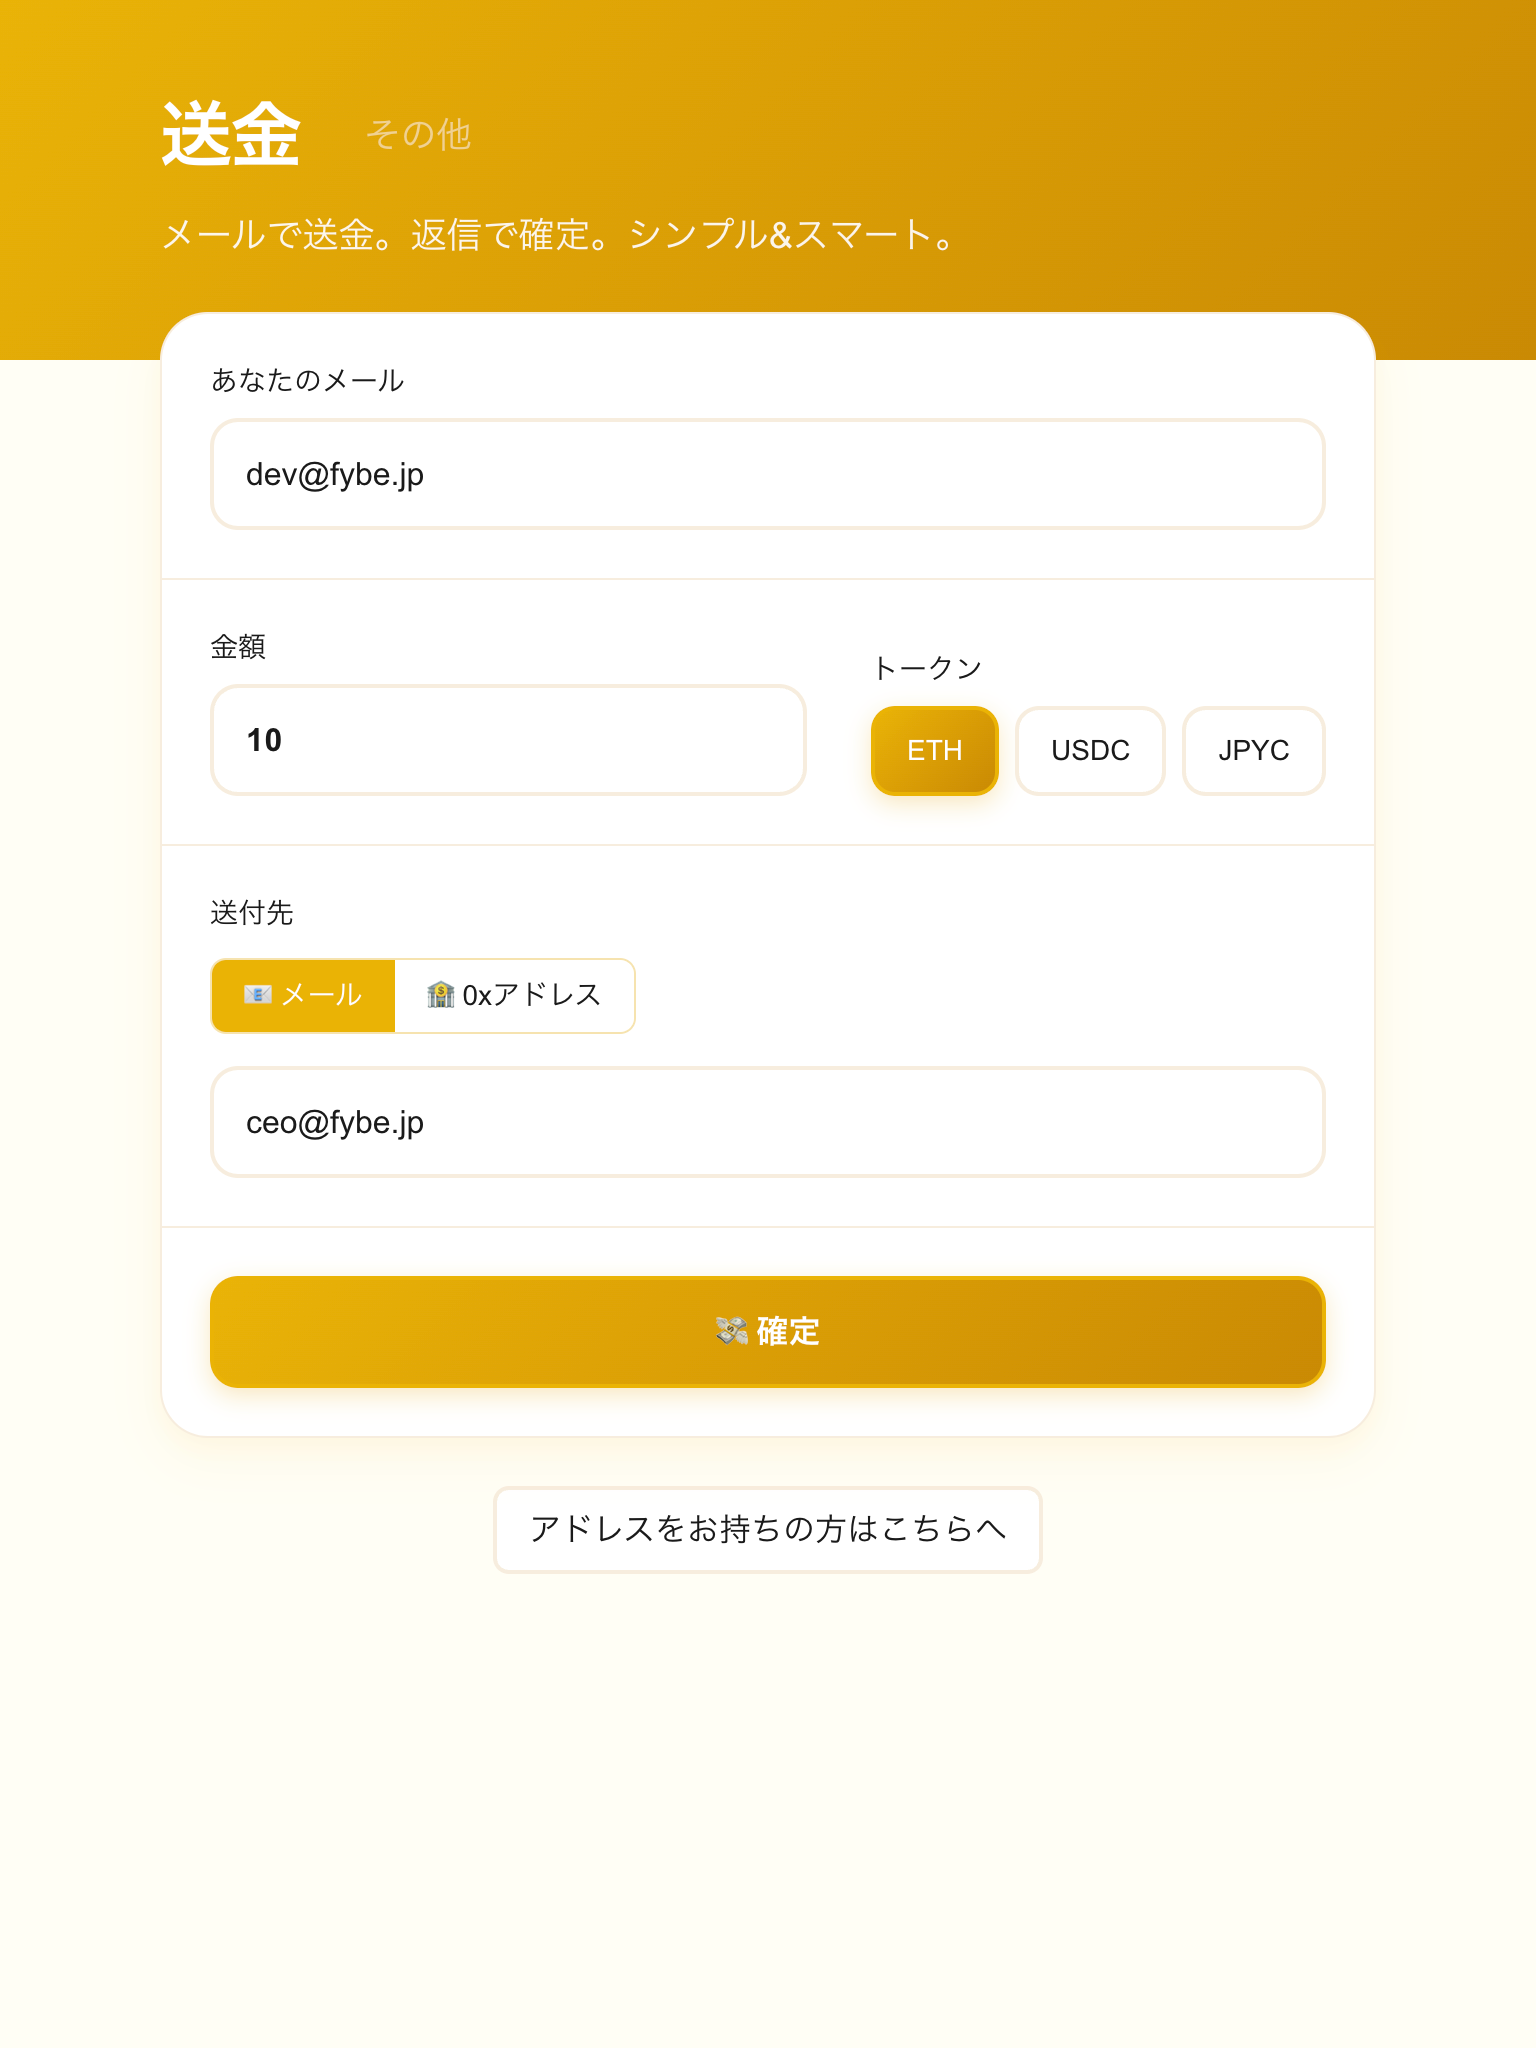 送金 その他
メールで送金。返信で確定。シンプル&スマート。
あなたのメール
dev@fybe.jp
金額
10
トークン
ETH USDC JPYC
送付先
📧 メール 🏦 0xアドレス
ceo@fybe.jp
💸 確定
アドレスをお持ちの方はこちらへ